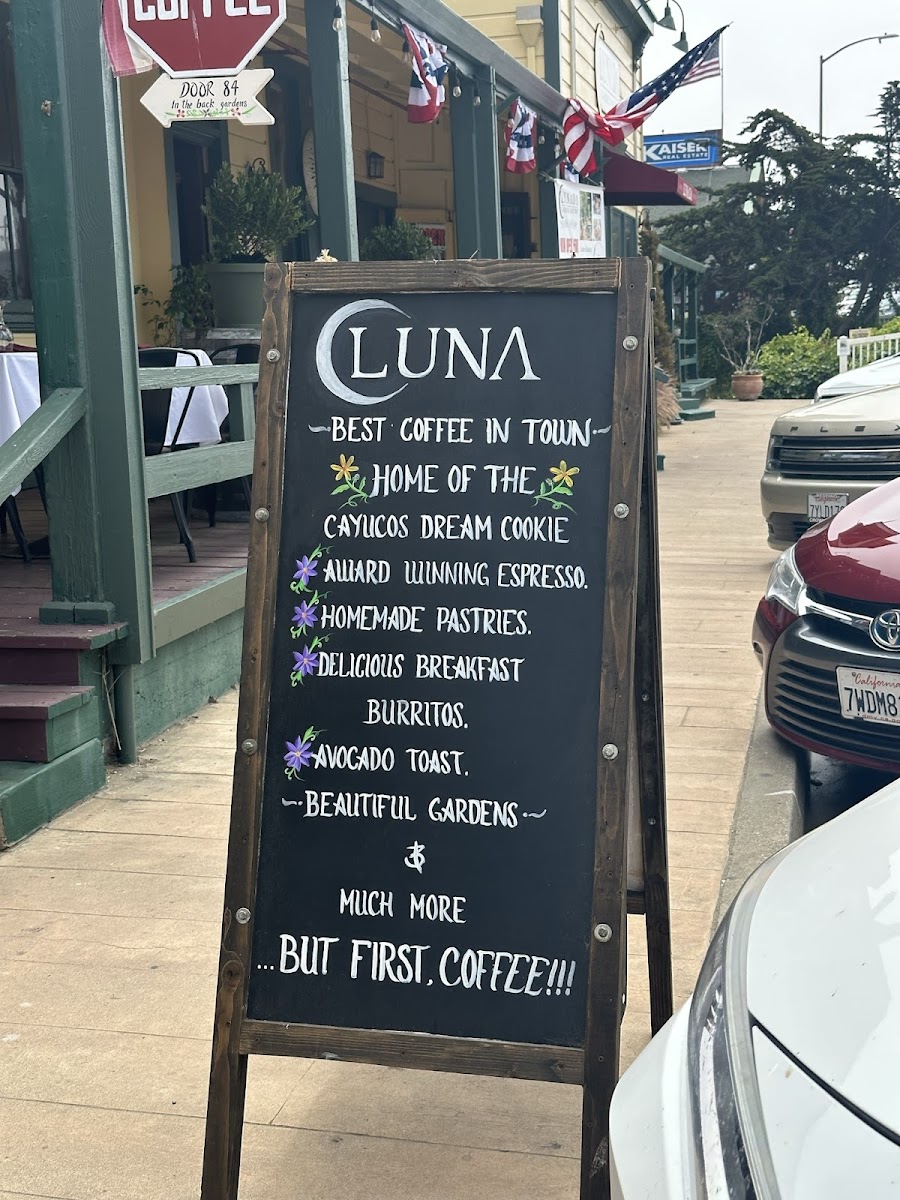 COFFEE
DOOR 84
In the back gardens
KAISER
REAL ESTATE
LUNA
~BEST COFFEE IN TOWN~
HOME OF THE
CAYUCOS DREAM COOKIE
AWARD WINNING ESPRESSO.
HOMEMADE PASTRIES.
DELICIOUS BREAKFAST
BURRITOS.
AVOCADO TOAST.
~BEAUTIFUL GARDENS~
&
MUCH MORE
...BUT FIRST, COFFEE!!!
FLEX
California